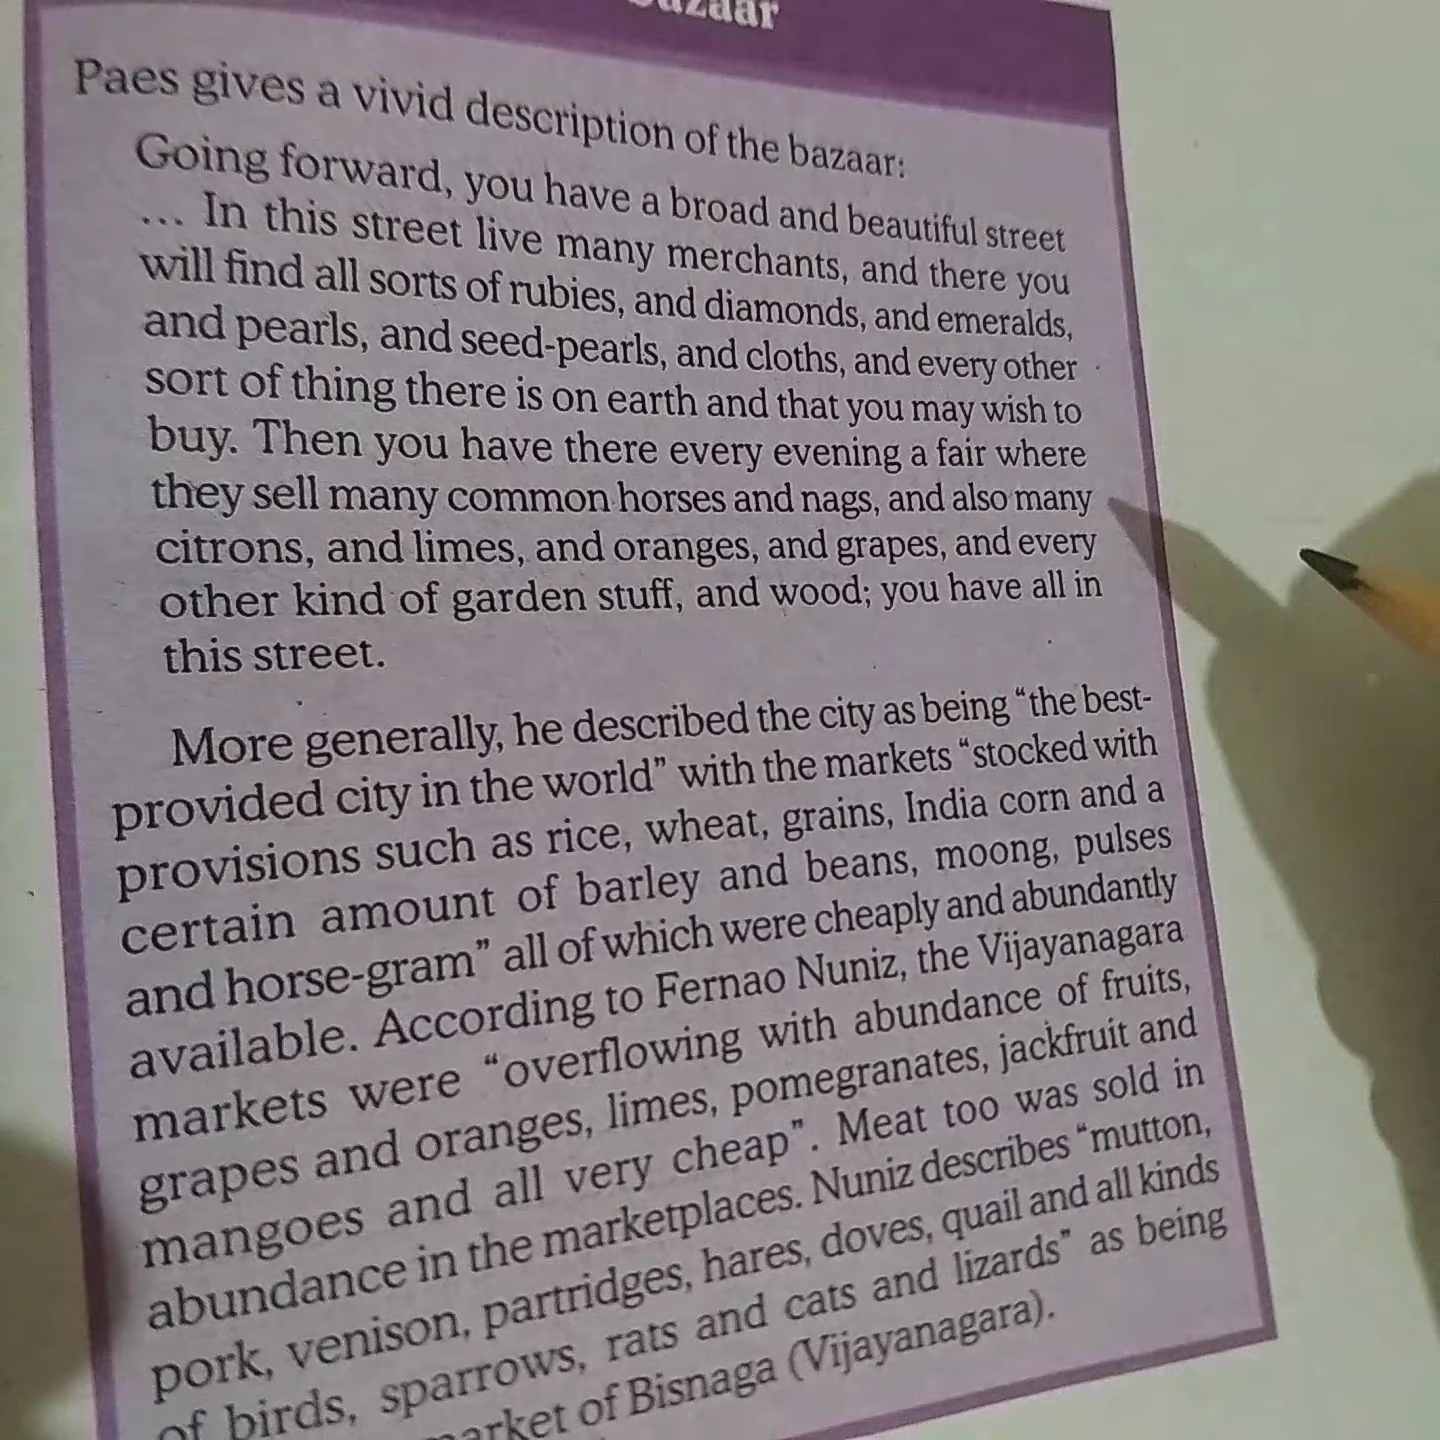 bazaar
Paes gives a vivid description of the bazaar:
Going forward, you have a broad and beautiful street
... In this street live many merchants, and there you
will find all sorts of rubies, and diamonds, and emeralds,
and pearls, and seed-pearls, and cloths, and every other
sort of thing there is on earth and that you may wish to
buy. Then you have there every evening a fair where
they sell many common horses and nags, and also many
citrons, and limes, and oranges, and grapes, and every
other kind of garden stuff, and wood; you have all in
this street.
More generally, he described the city as being “the best-
provided city in the world” with the markets “stocked with
provisions such as rice, wheat, grains, India corn and a
certain amount of barley and beans, moong, pulses
and horse-gram” all of which were cheaply and abundantly
available. According to Fernao Nuniz, the Vijayanagara
markets were “overflowing with abundance of fruits,
grapes and oranges, limes, pomegranates, jackfruit and
mangoes and all very cheap”. Meat too was sold in
abundance in the marketplaces. Nuniz describes “mutton,
pork, venison, partridges, hares, doves, quail and all kinds
of birds, sparrows, rats and cats and lizards” as being
market of Bisnaga (Vijayanagara).